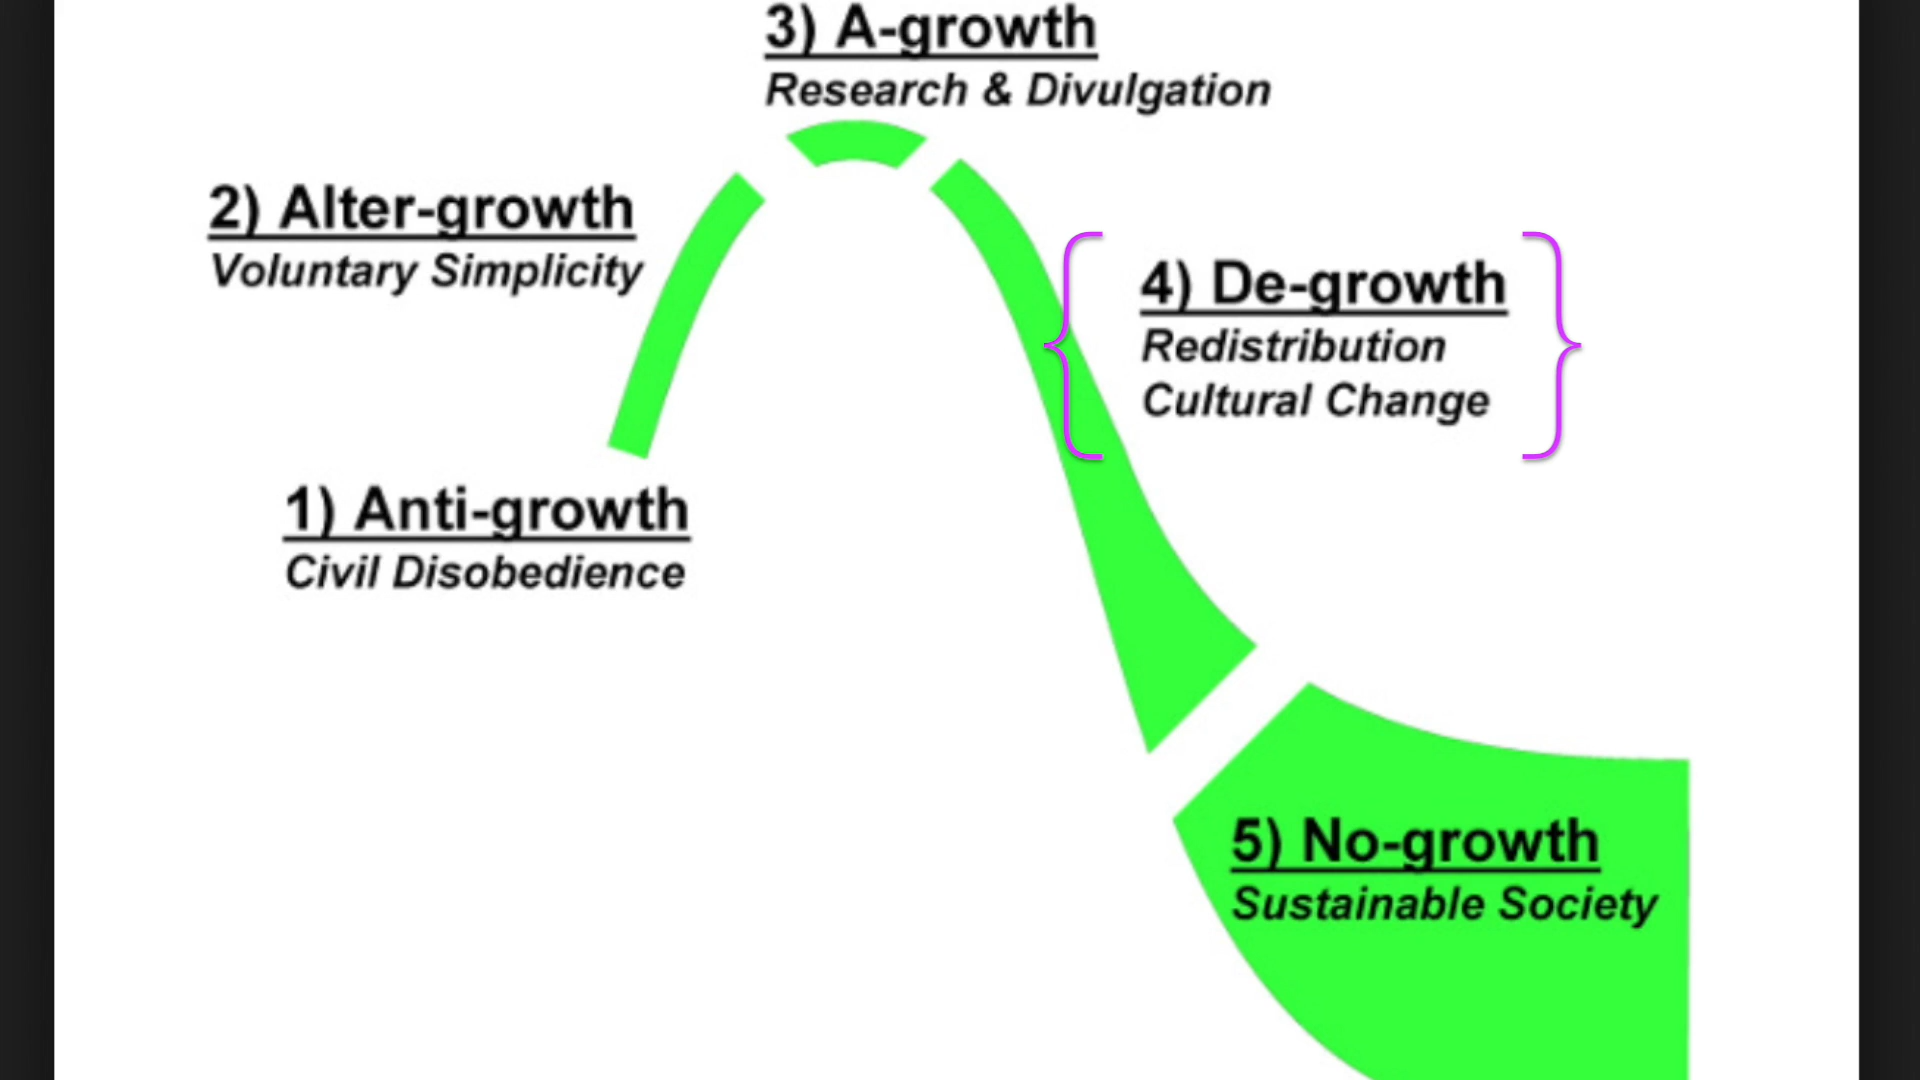 3) A-growth
Research & Divulgation
2) Alter-growth
Voluntary Simplicity
4) De-growth
Redistribution
Cultural Change
1) Anti-growth
Civil Disobedience
5) No-growth
Sustainable Society